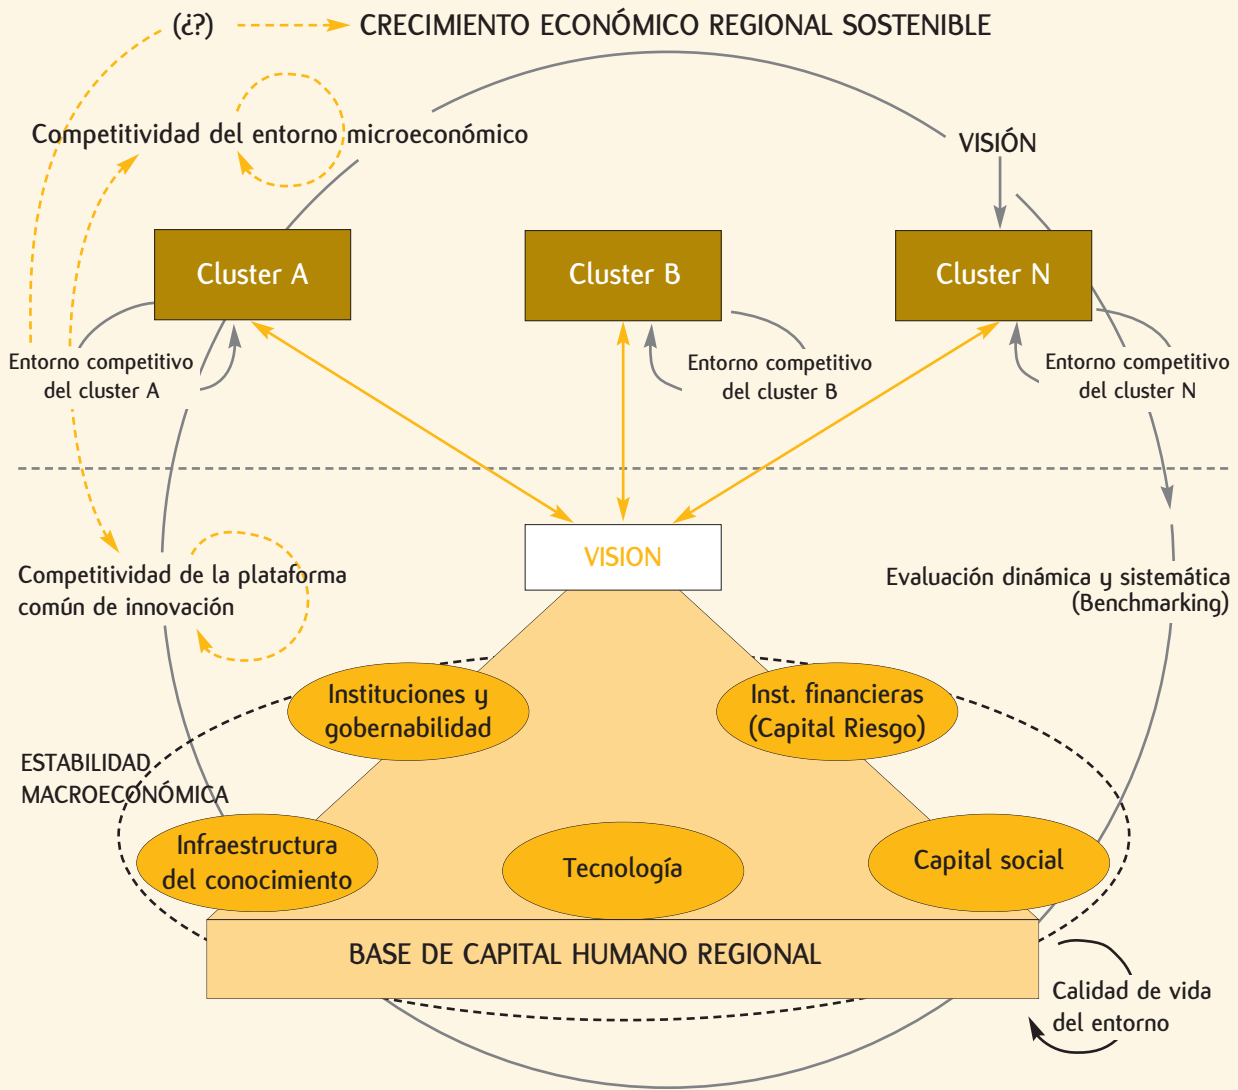 (¿?)
CRECIMIENTO ECONÓMICO REGIONAL SOSTENIBLE
Competitividad del entorno microeconómico
VISIÓN
Cluster A
Cluster B
Cluster N
Entorno competitivo
del cluster A
Entorno competitivo
del cluster B
Entorno competitivo
del cluster N
VISION
Competitividad de la plataforma
común de innovación
Evaluación dinámica y sistemática
(Benchmarking)
Instituciones y
gobernabilidad
Inst. financieras
(Capital Riesgo)
ESTABILIDAD
MACROECONÓMICA
Infraestructura
del conocimiento
Tecnología
Capital social
BASE DE CAPITAL HUMANO REGIONAL
Calidad de vida
del entorno